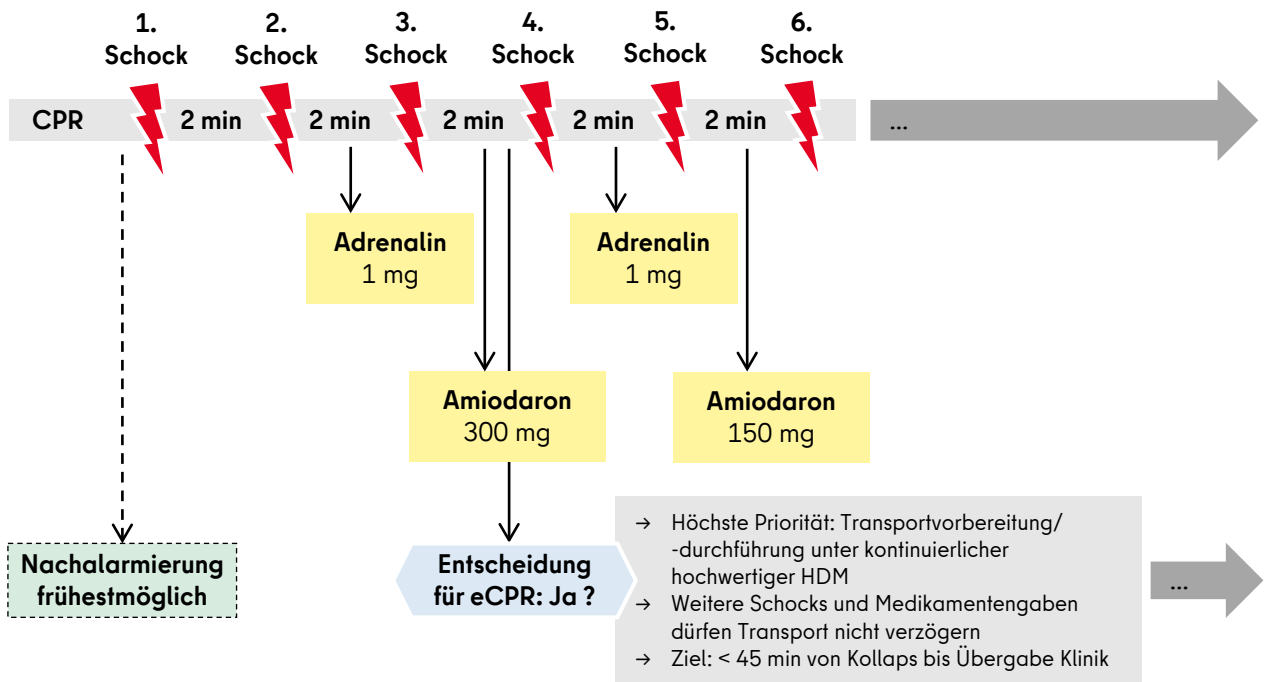 1.
Schock
2.
Schock
3.
Schock
4.
Schock
5.
Schock
6.
Schock
CPR
2 min
2 min
2 min
2 min
2 min
...
Adrenalin
1 mg
Adrenalin
1 mg
Amiodaron
300 mg
Amiodaron
150 mg
Nachalarmierung
frühestmöglich
Entscheidung
für eCPR: Ja ?
→ Höchste Priorität: Transportvorbereitung/
-durchführung unter kontinuierlicher
hochwertiger HDM
→ Weitere Schocks und Medikamentengaben
dürfen Transport nicht verzögern
→ Ziel: < 45 min von Kollaps bis Übergabe Klinik
...